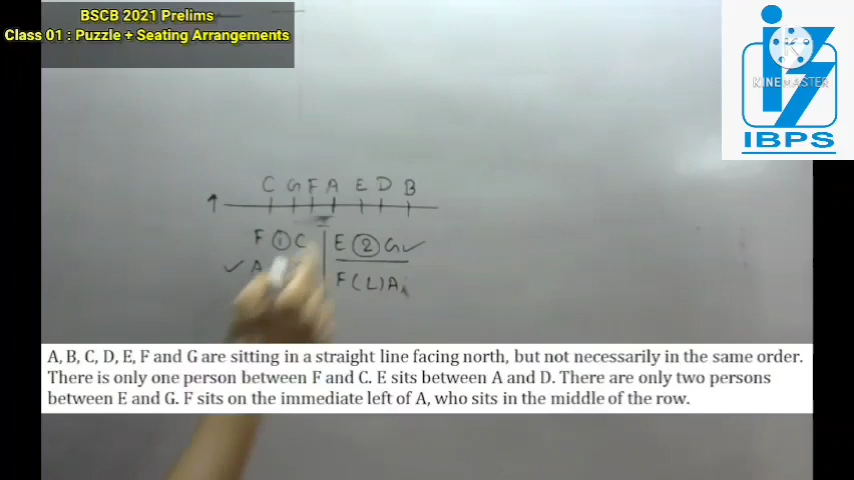 BSCB 2021 Prelims
Class 01 : Puzzle + Seating Arrangements
KINEMASTER
IBPS
C G F A E D B
F ① C E ② G ✓
✓ A F (L) A
A, B, C, D, E, F and G are sitting in a straight line facing north, but not necessarily in the same order.
There is only one person between F and C. E sits between A and D. There are only two persons
between E and G. F sits on the immediate left of A, who sits in the middle of the row.